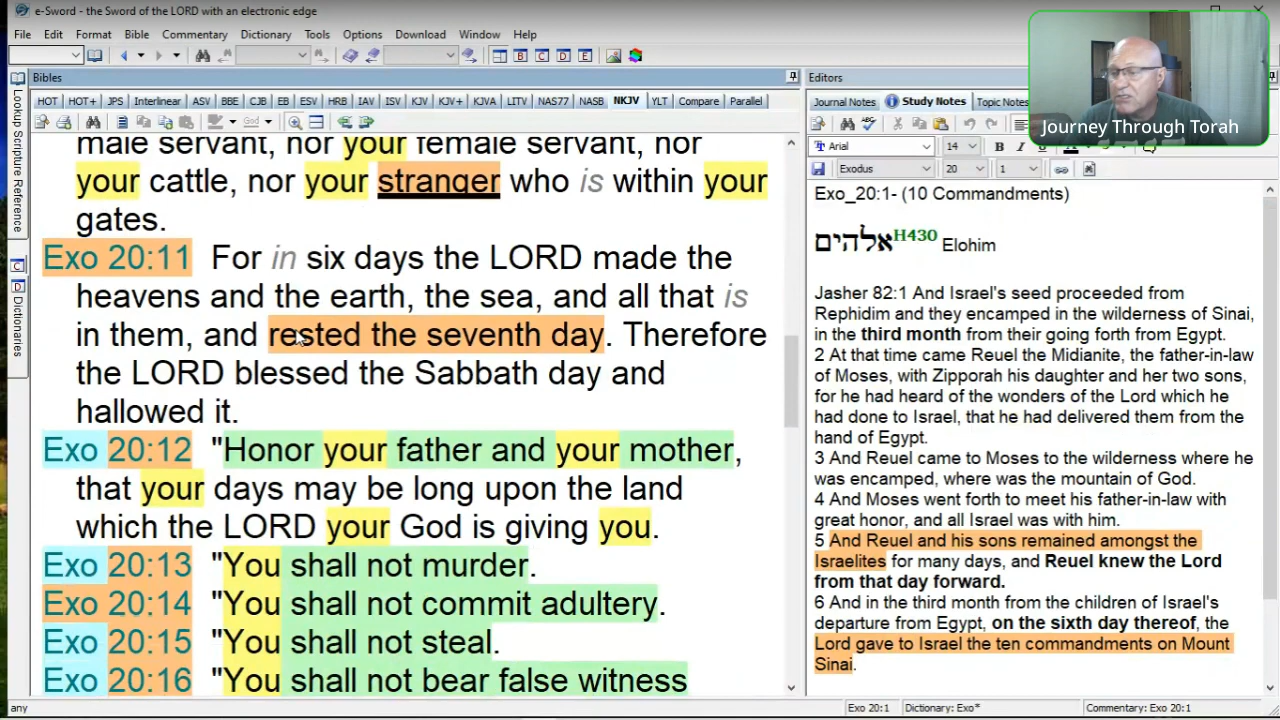 e-Sword - the Sword of the LORD with an electronic edge
File Edit Format Bible Commentary Dictionary Tools Options Download Window Help
Bibles
HOT HOT+ JPS Interlinear ASV BBE CJB EB ESV HRB IAV ISV KJV KJV+ KJVA LITV NAS77 NASB NKJV YLT Compare Parallel
God
Lookup Scripture Reference
Dictionaries
male servant, nor your female servant, nor
your cattle, nor your stranger who is within your
gates.
Exo 20:11 For in six days the LORD made the
heavens and the earth, the sea, and all that is
in them, and rested the seventh day. Therefore
the LORD blessed the Sabbath day and
hallowed it.
Exo 20:12 "Honor your father and your mother,
that your days may be long upon the land
which the LORD your God is giving you.
Exo 20:13 "You shall not murder.
Exo 20:14 "You shall not commit adultery.
Exo 20:15 "You shall not steal.
Exo 20:16 "You shall not bear false witness
Editors
Journal Notes Study Notes Topic Notes
Journey Through Torah
Arial 14 B I U
Exodus 20 1
Exo_20:1- (10 Commandments)
אלהים H430 Elohim
Jasher 82:1 And Israel's seed proceeded from
Rephidim and they encamped in the wilderness of Sinai,
in the third month from their going forth from Egypt.
2 At that time came Reuel the Midianite, the father-in-law
of Moses, with Zipporah his daughter and her two sons,
for he had heard of the wonders of the Lord which he
had done to Israel, that he had delivered them from the
hand of Egypt.
3 And Reuel came to Moses to the wilderness where he
was encamped, where was the mountain of God.
4 And Moses went forth to meet his father-in-law with
great honor, and all Israel was with him.
5 And Reuel and his sons remained amongst the
Israelites for many days, and Reuel knew the Lord
from that day forward.
6 And in the third month from the children of Israel's
departure from Egypt, on the sixth day thereof, the
Lord gave to Israel the ten commandments on Mount
Sinai.
any
Exo 20:1 Dictionary: Exo* Commentary: Exo 20:1